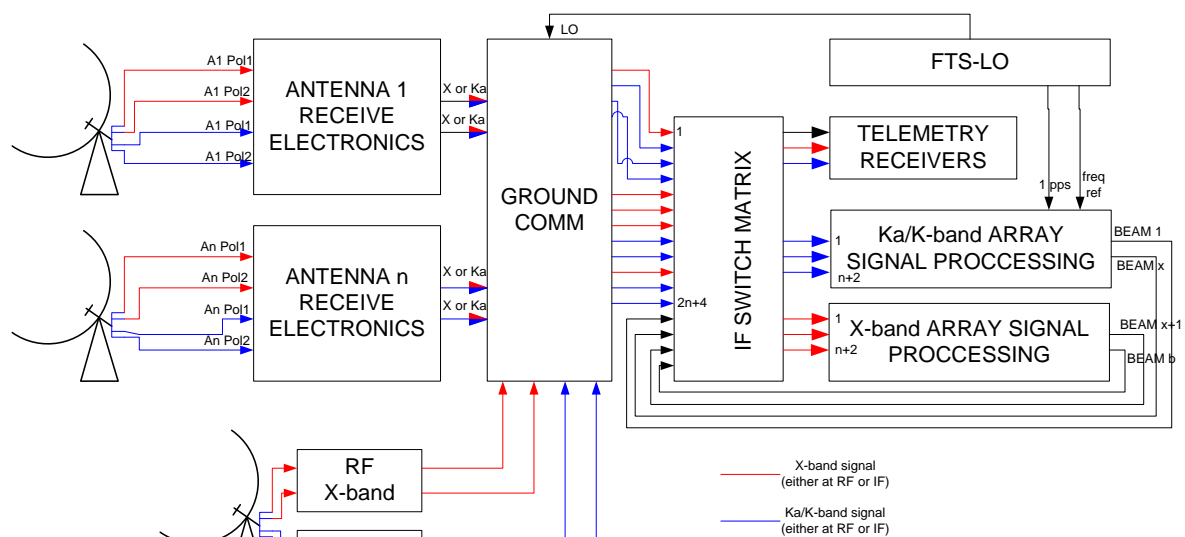 LO
FTS-LO
A1 Pol1
A1 Pol2
A1 Pol1
A1 Pol2
ANTENNA 1
RECEIVE
ELECTRONICS
X or Ka
X or Ka
GROUND
COMM
1
2n+4
IF SWITCH MATRIX
TELEMETRY
RECEIVERS
1 pps
freq
ref
1
n+2
Ka/K-band ARRAY
SIGNAL PROCCESSING
BEAM 1
BEAM x
An Pol1
An Pol2
An Pol1
An Pol2
ANTENNA n
RECEIVE
ELECTRONICS
X or Ka
X or Ka
1
n+2
X-band ARRAY SIGNAL
PROCCESSING
BEAM x+1
BEAM b
RF
X-band
X-band signal
(either at RF or IF)
Ka/K-band signal
(either at RF or IF)